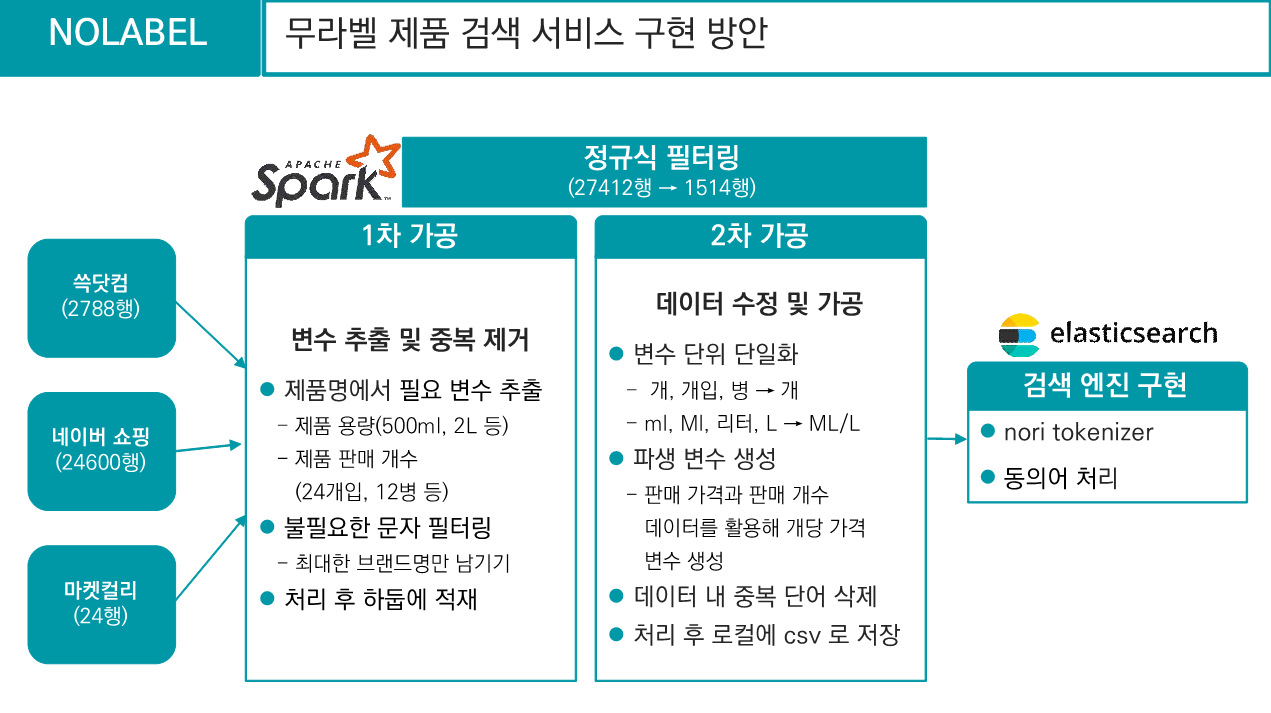 NOLABEL
무라벨 제품 검색 서비스 구현 방안
APACHE
Spark™
정규식 필터링
(27412행 → 1514행)
쓱닷컴
(2788행)
네이버 쇼핑
(24600행)
마켓컬리
(24행)
1차 가공
변수 추출 및 중복 제거
● 제품명에서 필요 변수 추출
– 제품 용량(500ml, 2L 등)
– 제품 판매 개수
(24개입, 12병 등)
● 불필요한 문자 필터링
– 최대한 브랜드명만 남기기
● 처리 후 하둡에 적재
2차 가공
데이터 수정 및 가공
● 변수 단위 단일화
– 개, 개입, 병 → 개
– ml, Ml, 리터, L → ML/L
● 파생 변수 생성
– 판매 가격과 판매 개수
데이터를 활용해 개당 가격
변수 생성
● 데이터 내 중복 단어 삭제
● 처리 후 로컬에 csv 로 저장
elasticsearch
검색 엔진 구현
● nori tokenizer
● 동의어 처리